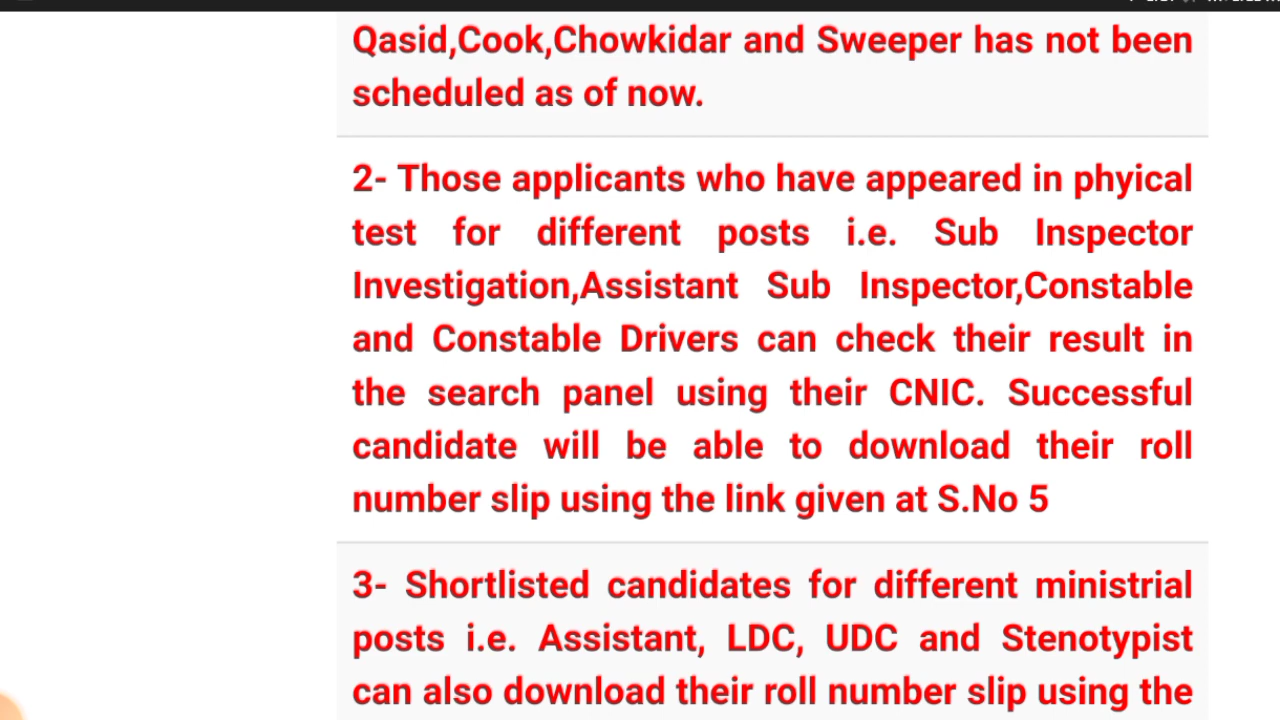 Qasid,Cook,Chowkidar and Sweeper has not been
scheduled as of now.
2- Those applicants who have appeared in phyical
test for different posts i.e. Sub Inspector
Investigation,Assistant Sub Inspector,Constable
and Constable Drivers can check their result in
the search panel using their CNIC. Successful
candidate will be able to download their roll
number slip using the link given at S.No 5
3- Shortlisted candidates for different ministrial
posts i.e. Assistant, LDC, UDC and Stenotypist
can also download their roll number slip using the